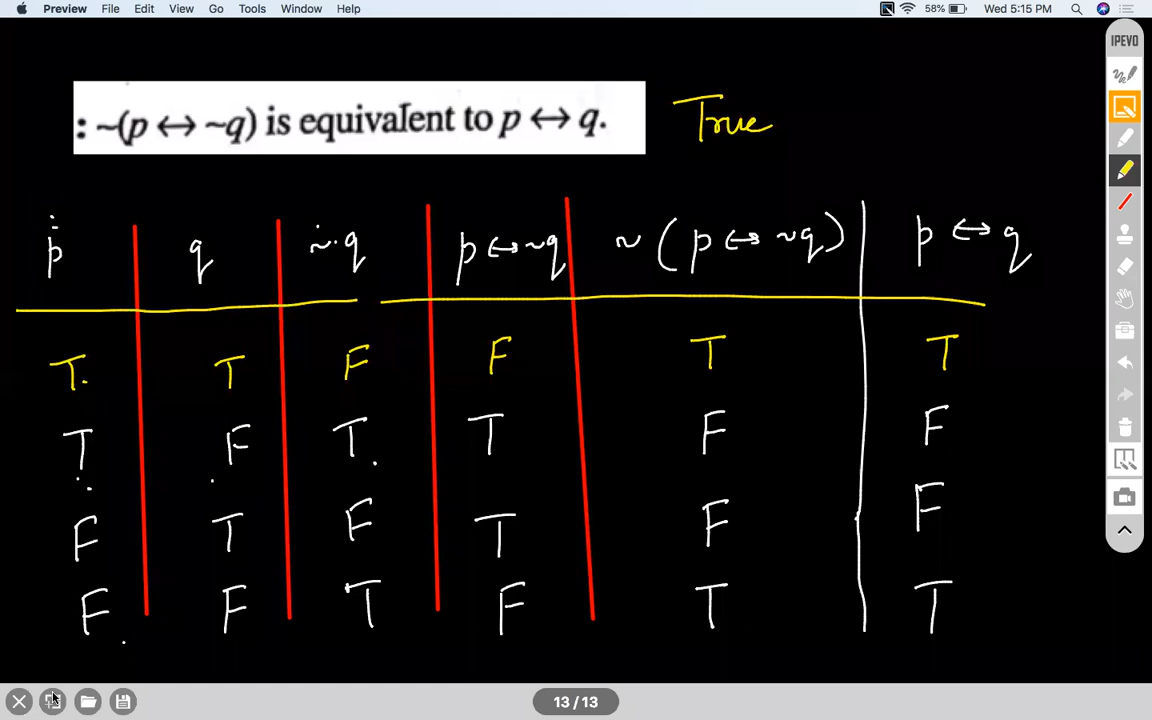 Preview File Edit View Go Tools Window Help 58% Wed 5:15 PM
IPEVO
: ~(p ↔ ~q) is equivalent to p ↔ q. True
p q ~q p ↔ ~q ~ (p ↔ ~q) p ↔ q
T T F F T T
T F T T F F
F T F T F F
F F T F T T
13 / 13